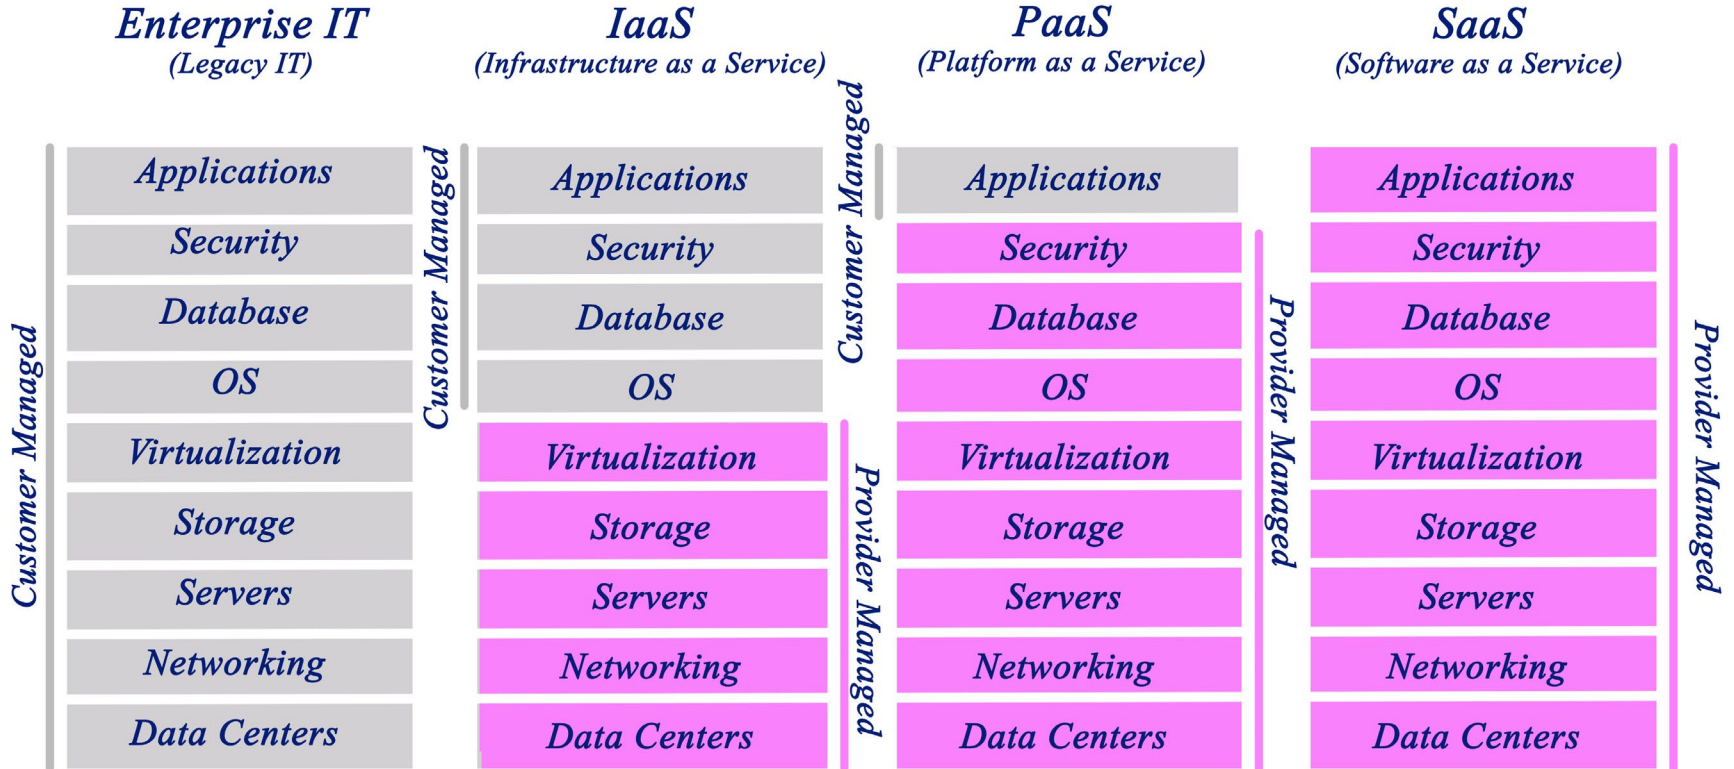 Enterprise IT
(Legacy IT)
Customer Managed
Applications
Security
Database
OS
Virtualization
Storage
Servers
Networking
Data Centers
IaaS
(Infrastructure as a Service)
Customer Managed
Applications
Security
Database
OS
Virtualization
Storage
Servers
Networking
Data Centers
Provider Managed
PaaS
(Platform as a Service)
Customer Managed
Applications
Security
Database
OS
Virtualization
Storage
Servers
Networking
Data Centers
Provider Managed
SaaS
(Software as a Service)
Applications
Security
Database
OS
Virtualization
Storage
Servers
Networking
Data Centers
Provider Managed